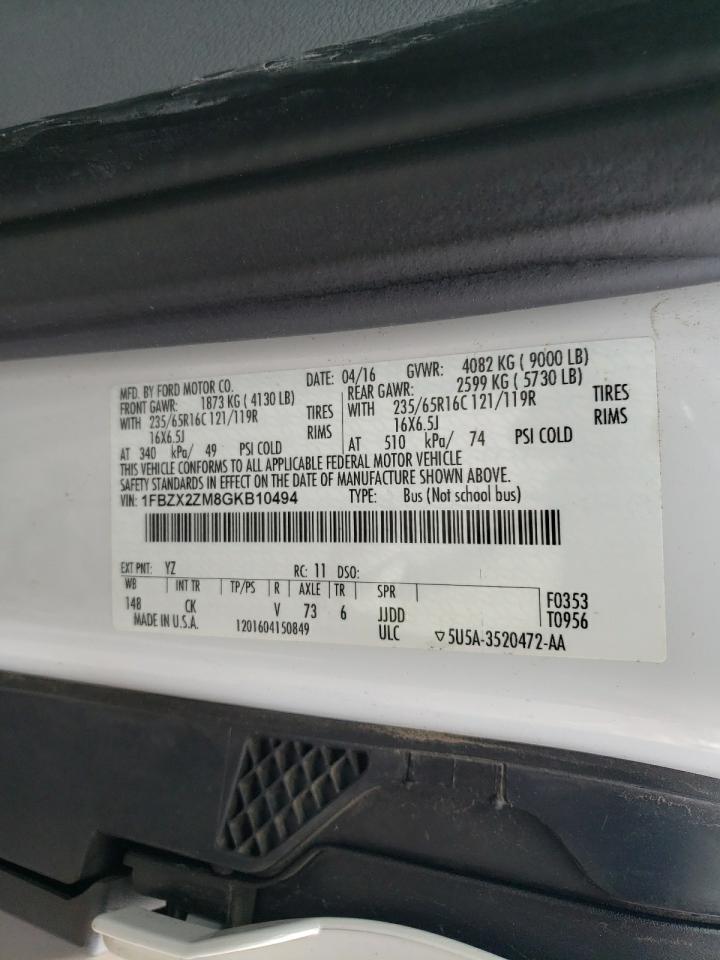 MFD. BY FORD MOTOR CO. DATE: 04/16 GVWR: 4082 KG ( 9000 LB)
FRONT GAWR: 1873 KG ( 4130 LB) REAR GAWR: 2599 KG ( 5730 LB)
WITH 235/65R16C 121/119R TIRES WITH 235/65R16C 121/119R TIRES
16X6.5J RIMS 16X6.5J RIMS
AT 340 kPa/ 49 PSI COLD AT 510 kPa/ 74 PSI COLD
THIS VEHICLE CONFORMS TO ALL APPLICABLE FEDERAL MOTOR VEHICLE
SAFETY STANDARDS IN EFFECT ON THE DATE OF MANUFACTURE SHOWN ABOVE.
VIN: 1FBZX2ZM8GKB10494 TYPE: Bus (Not school bus)
EXT PNT: YZ RC: 11 DSO:
WB INT TR TP/PS R AXLE TR SPR
148 CK V 73 6 JJDD F0353
MADE IN U.S.A. 1201604150849 ULC T0956
▽5U5A-3520472-AA